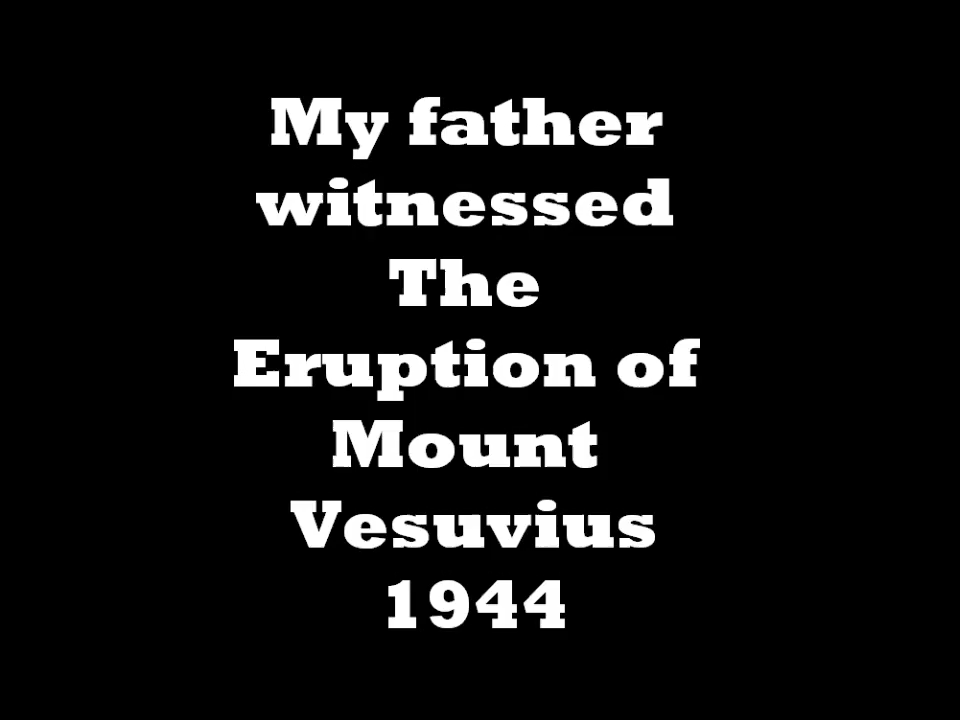 My father
witnessed
The
Eruption of
Mount
Vesuvius
1944